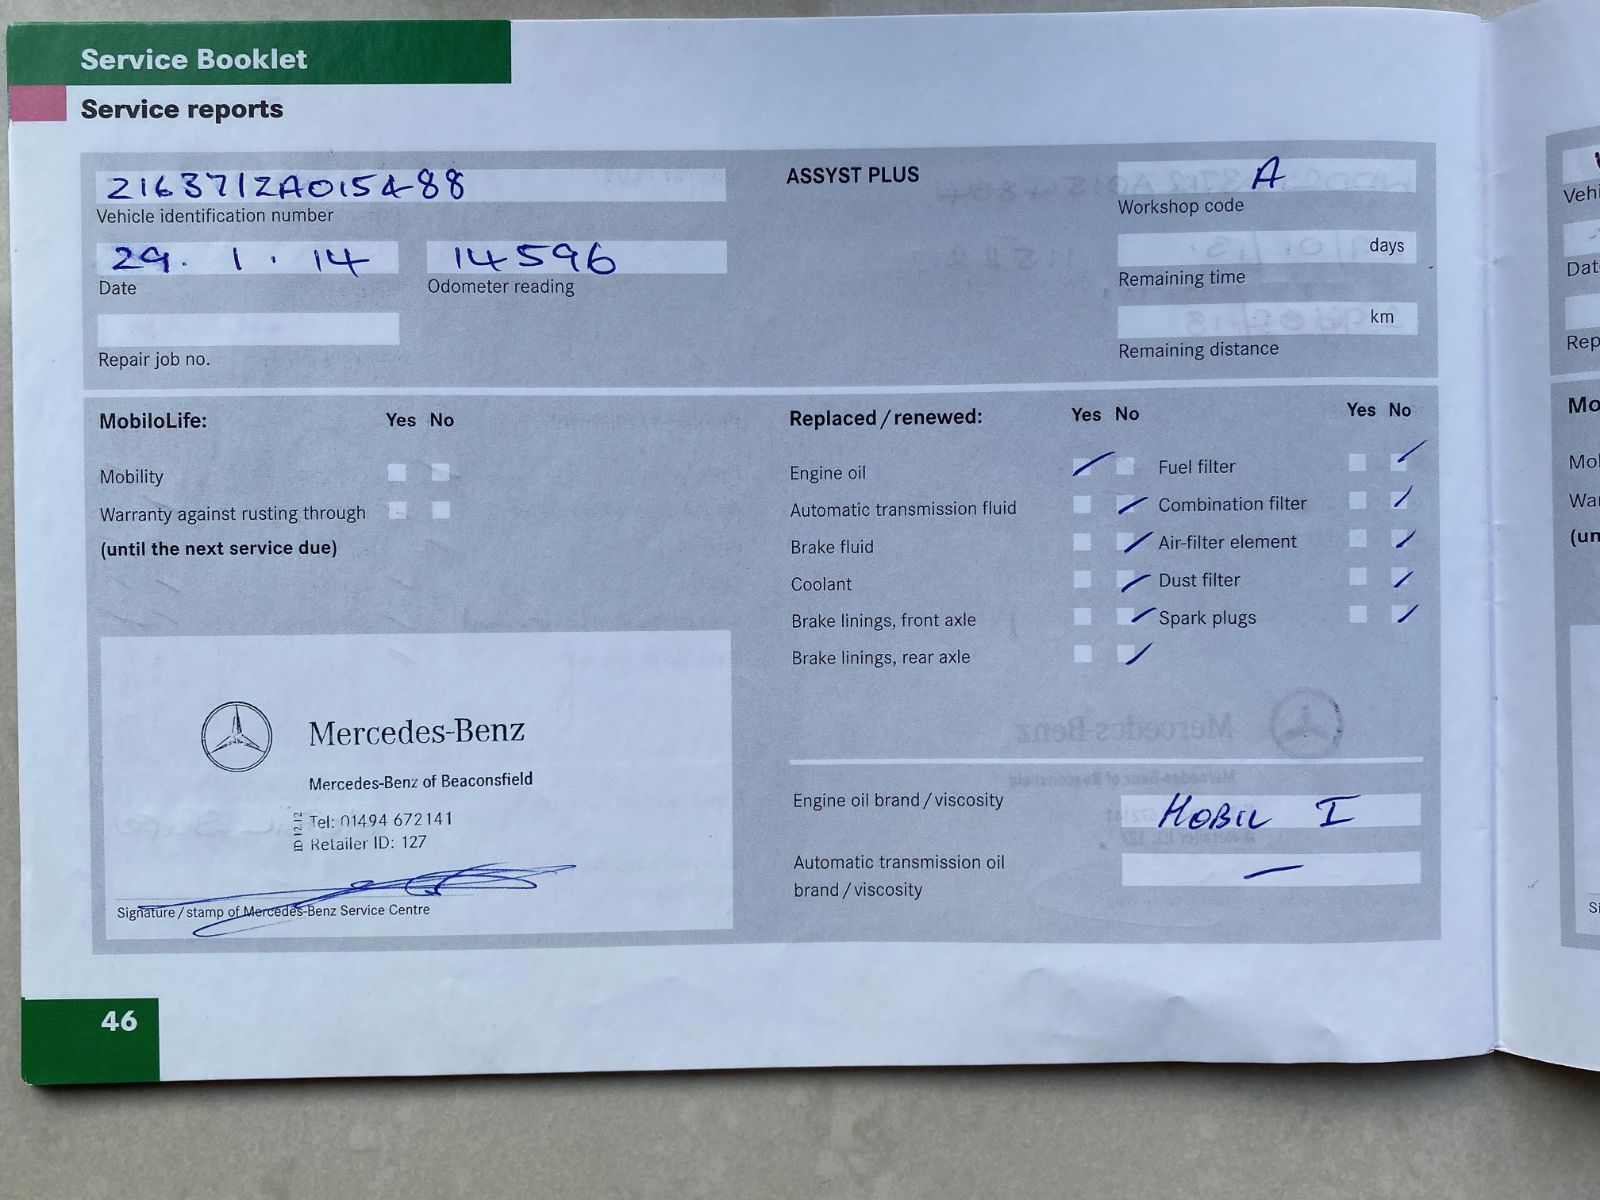 Service Booklet
Service reports
2163712A015488
Vehicle identification number
29. 1. 14
Date
14596
Odometer reading
Repair job no.
ASSYST PLUS
A
Workshop code
days
Remaining time
km
Remaining distance
MobiloLife: Yes No
Mobility
Warranty against rusting through
(until the next service due)
Replaced / renewed: Yes No Yes No
Engine oil
Automatic transmission fluid
Brake fluid
Coolant
Brake linings, front axle
Brake linings, rear axle
Fuel filter
Combination filter
Air-filter element
Dust filter
Spark plugs
Mercedes-Benz
Mercedes-Benz of Beaconsfield
Tel: 01494 672141
Retailer ID: 127
ID 12.12
Signature / stamp of Mercedes-Benz Service Centre
Engine oil brand / viscosity
MOBIL I
Automatic transmission oil
brand / viscosity
—
46